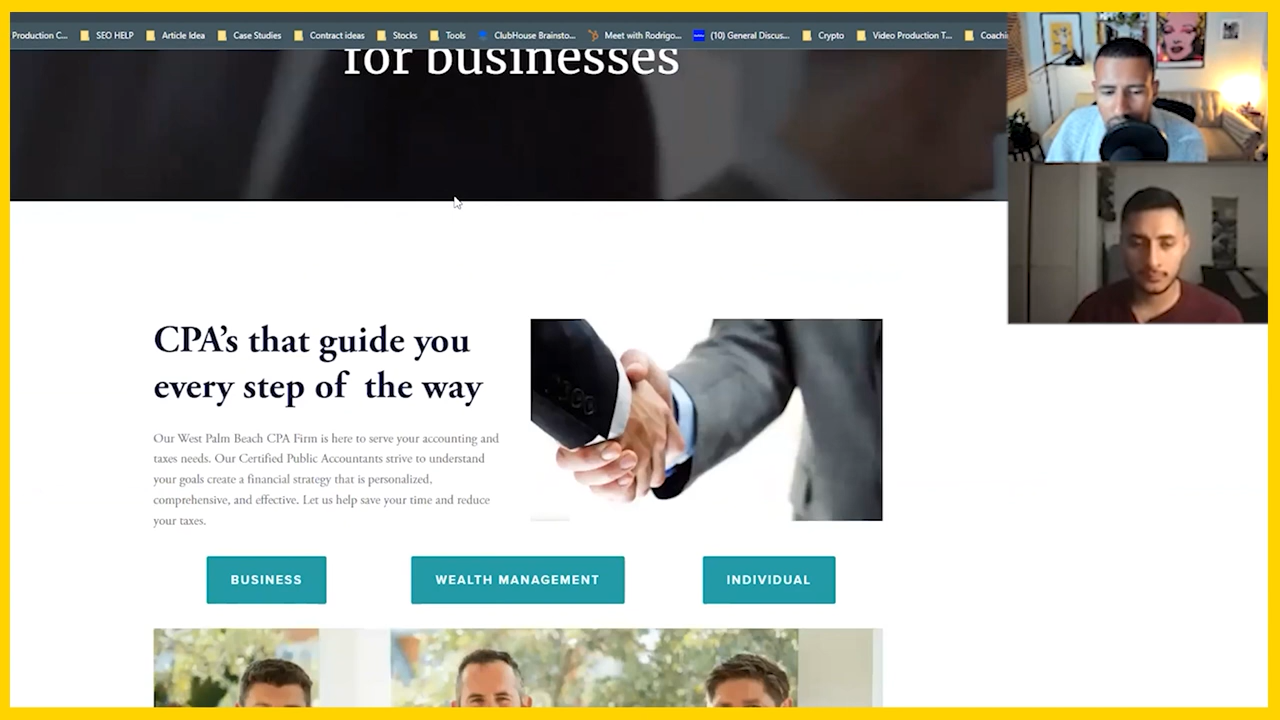 Production C...
SEO HELP
Article Idea
Case Studies
Contract ideas
Stocks
Tools
ClubHouse Brainsto...
Meet with Rodrigo...
(10) General Discus...
Crypto
Video Production T...
Coachi
for businesses
CPA's that guide you
every step of the way
Our West Palm Beach CPA Firm is here to serve your accounting and
taxes needs. Our Certified Public Accountants strive to understand
your goals create a financial strategy that is personalized,
comprehensive, and effective. Let us help save your time and reduce
your taxes.
BUSINESS
WEALTH MANAGEMENT
INDIVIDUAL